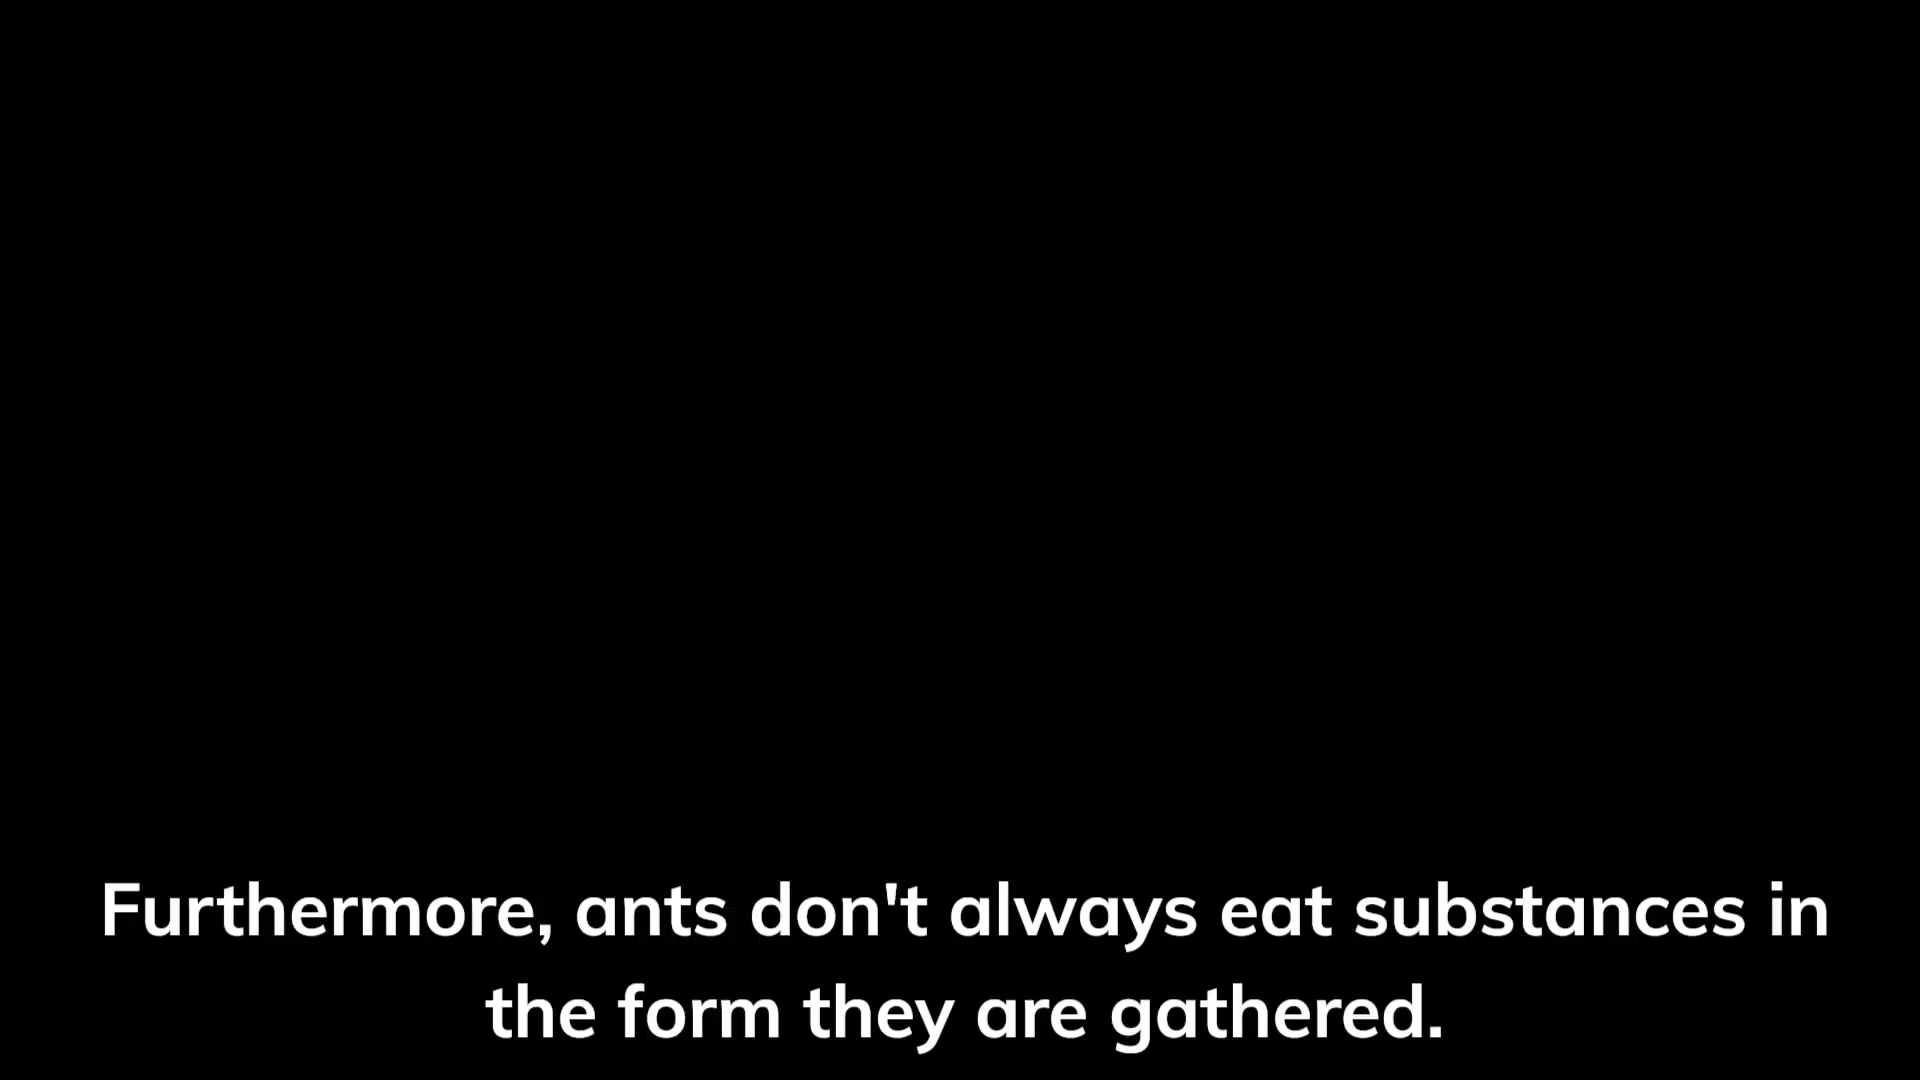 Furthermore, ants don't always eat substances in
the form they are gathered.